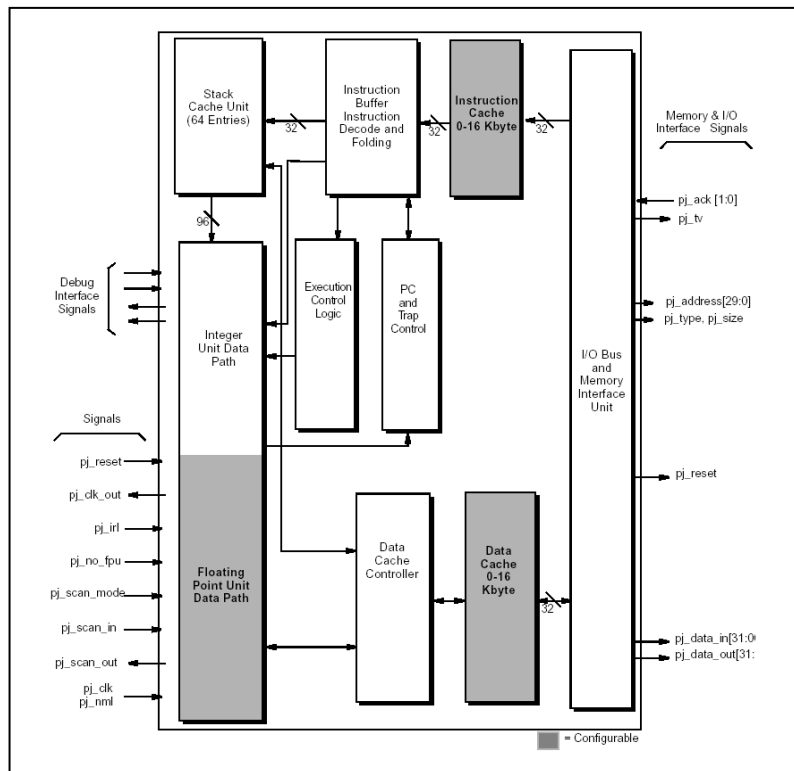 Stack
Cache Unit
(64 Entries)
32
Instruction
Buffer
Instruction
Decode and
Folding
32
Instruction
Cache
0-16 Kbyte
32
Memory & I/O
Interface Signals
pj_ack [1:0]
pj_tv
96
Debug
Interface
Signals
Integer
Unit Data
Path
Execution
Control
Logic
PC
and
Trap
Control
pj_address[29:0]
pj_type, pj_size
I/O Bus
and
Memory
Interface
Unit
Signals
pj_reset
pj_clk_out
pj_irl
pj_no_fpu
pj_scan_mode
pj_scan_in
pj_scan_out
pj_clk
pj_nml
Floating
Point Unit
Data Path
Data
Cache
Controller
Data
Cache
0-16
Kbyte
32
pj_reset
pj_data_in[31:0
pj_data_out[31:
= Configurable